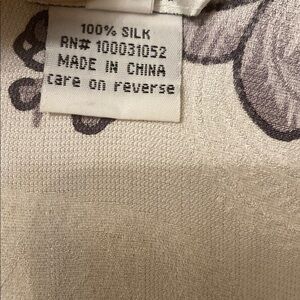 100% SILK
RN# 100031052
MADE IN CHINA
care on reverse